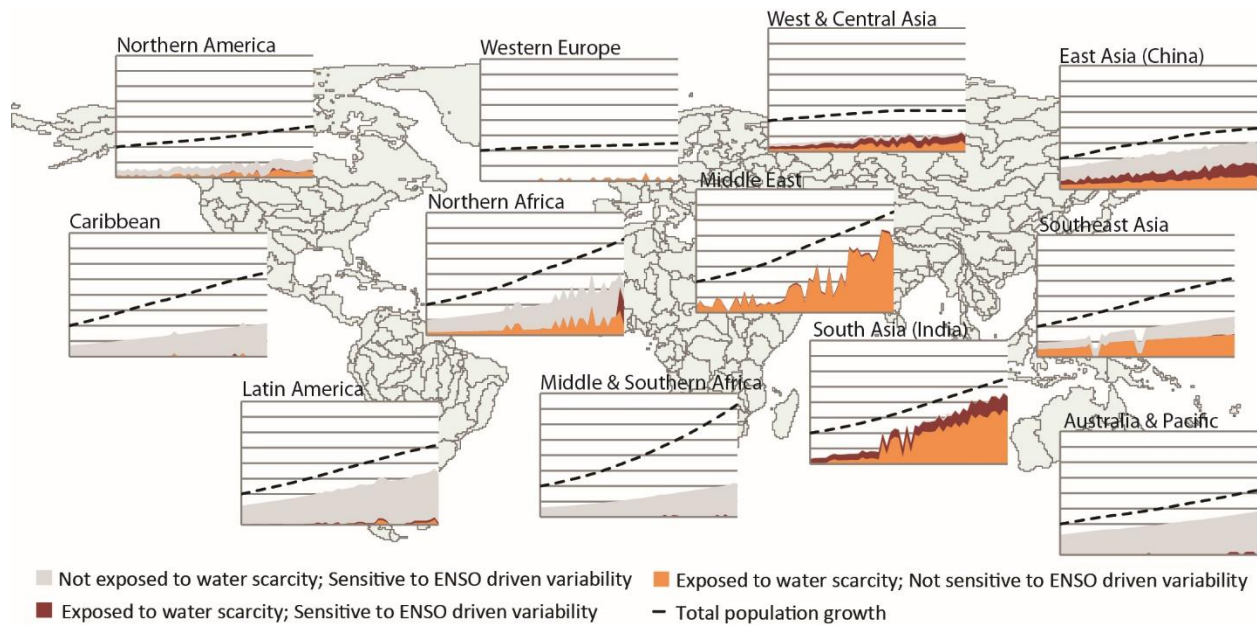 West & Central Asia
Northern America
Western Europe
East Asia (China)
Middle East
Northern Africa
Caribbean
Southeast Asia
South Asia (India)
Latin America
Middle & Southern Africa
Australia & Pacific
Not exposed to water scarcity; Sensitive to ENSO driven variability
Exposed to water scarcity; Not sensitive to ENSO driven variability
Exposed to water scarcity; Sensitive to ENSO driven variability
Total population growth